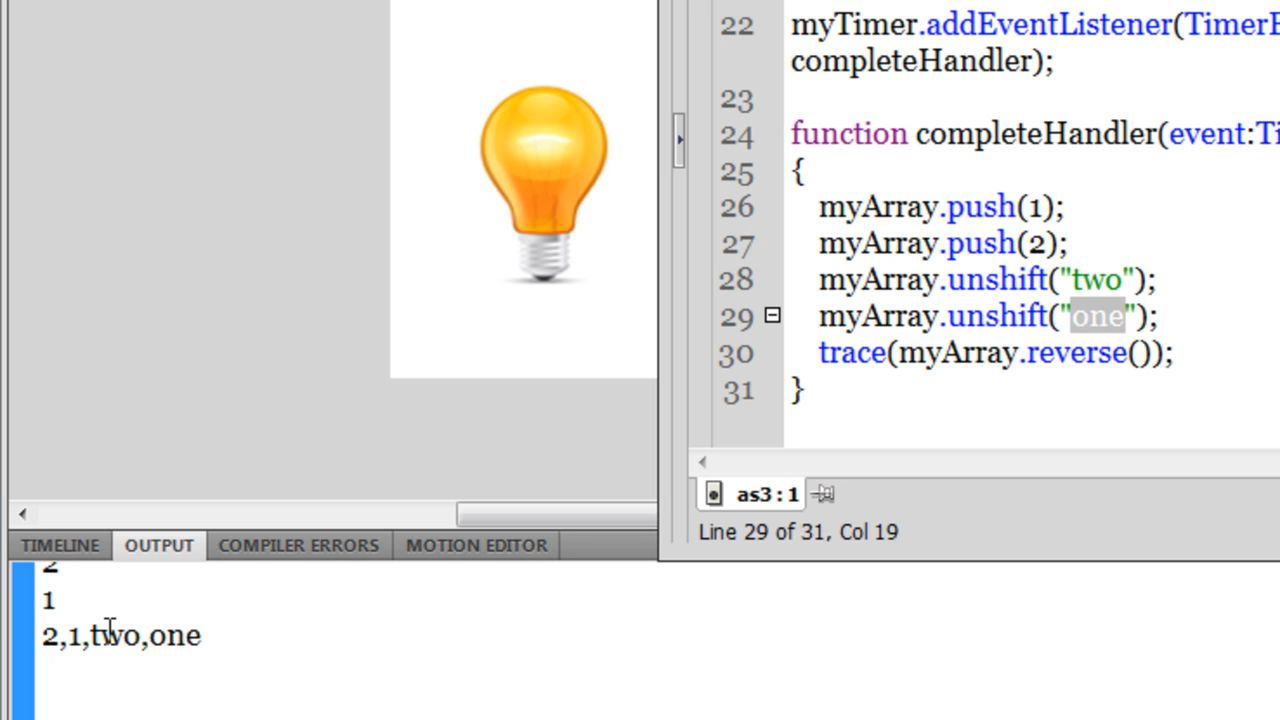 22 myTimer.addEventListener(TimerE
completeHandler);
23
24 function completeHandler(event:Ti
25 {
26 myArray.push(1);
27 myArray.push(2);
28 myArray.unshift("two");
29 myArray.unshift("one");
30 trace(myArray.reverse());
31 }
as3:1
Line 29 of 31, Col 19
TIMELINE OUTPUT COMPILER ERRORS MOTION EDITOR
2
1
2,1,two,one